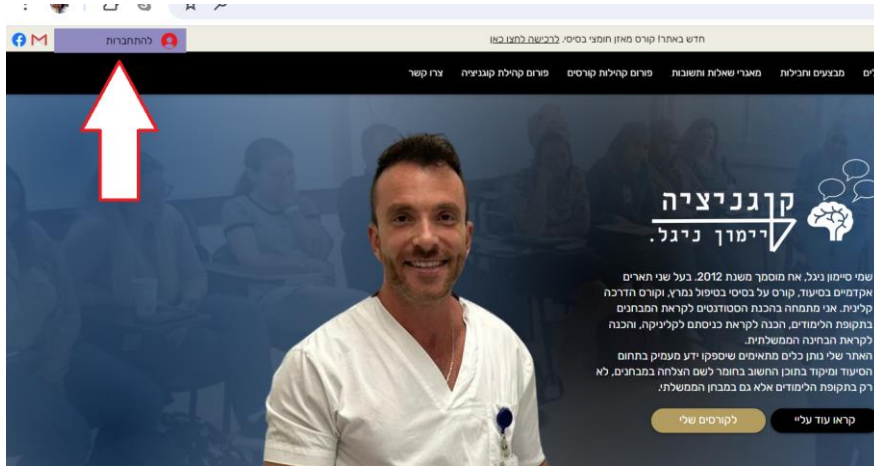 להתחברות
חדש באתר! קורס מאזן חומצי בסיסי. לרכישה לחצו כאן
מבצעים וחבילות מאגרי שאלות ותשובות פורום קהילות קורסים פורום קהילת קוגניציה צרו קשר
קוגניציה
סיימון ניגל.
שמי סיימון ניגל, אח מוסמך משנת 2012. בעל שני תארים
אקדמיים בסיעוד, קורס על בסיסי בטיפול נמרץ, וקורס הדרכה
קלינית. אני מתמחה בהכנת הסטודנטים לקראת המבחנים
בתקופת הלימודים, הכנה לקראת כניסתם לקליניקה, והכנה
לקראת הבחינה הממשלתית.
האתר שלי נותן כלים מתאימים שיספקו ידע מעמיק בתחום
הסיעוד ומיקוד בתוכן החשוב בחומר לשם הצלחה במבחנים, לא
רק בתקופת הלימודים אלא גם במבחן הממשלתי.
קראו עוד עליי לקורסים שלי